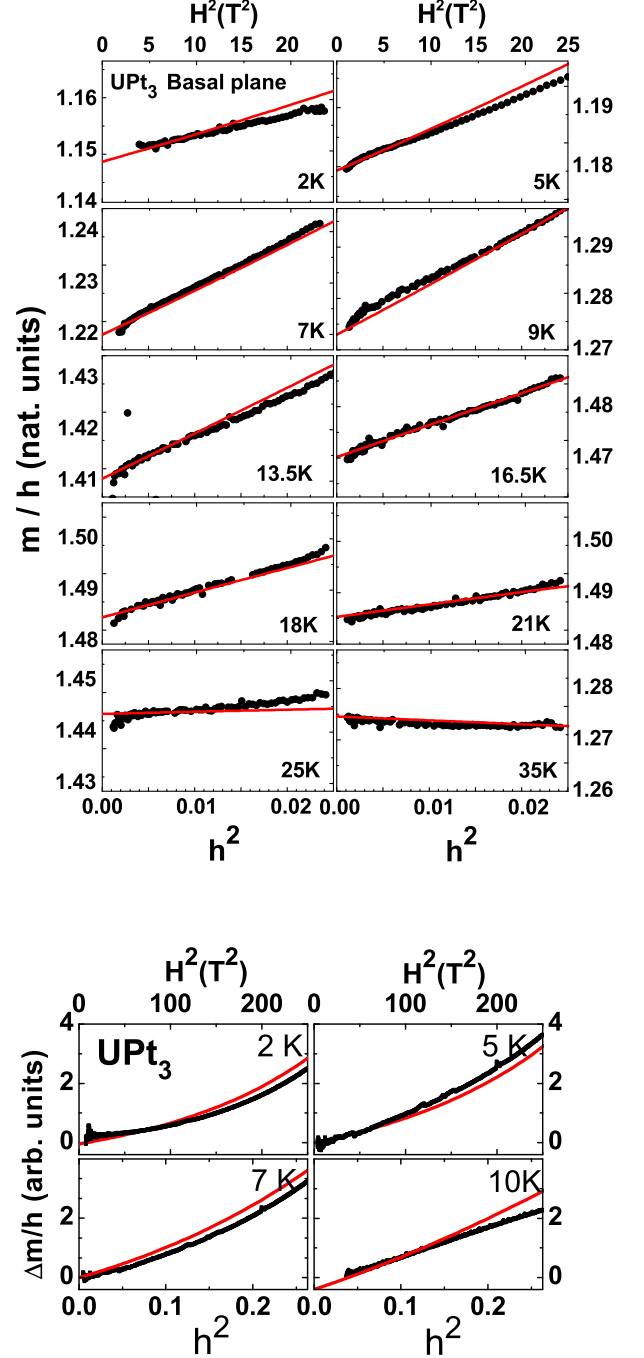 H²(T²) H²(T²)
0 5 10 15 20 0 5 10 15 20 25
UPt₃ Basal plane
1.16
1.15
1.14
2K
1.19
1.18
5K
1.24
1.23
1.22
7K
1.29
1.28
1.27
9K
m / h (nat. units)
1.43
1.42
1.41
13.5K
1.48
1.47
16.5K
1.50
1.49
1.48
18K
1.50
1.49
1.48
21K
1.45
1.44
1.43
25K
1.28
1.27
1.26
35K
0.00 0.01 0.02 0.00 0.01 0.02
h² h²
H²(T²) H²(T²)
0 100 200 0 100 200
UPt₃
2 K
4
2
0
5 K
4
2
0
Δm/h (arb. units)
7 K
2
0
10K
2
0
0.0 0.1 0.2 0.0 0.1 0.2
h² h²